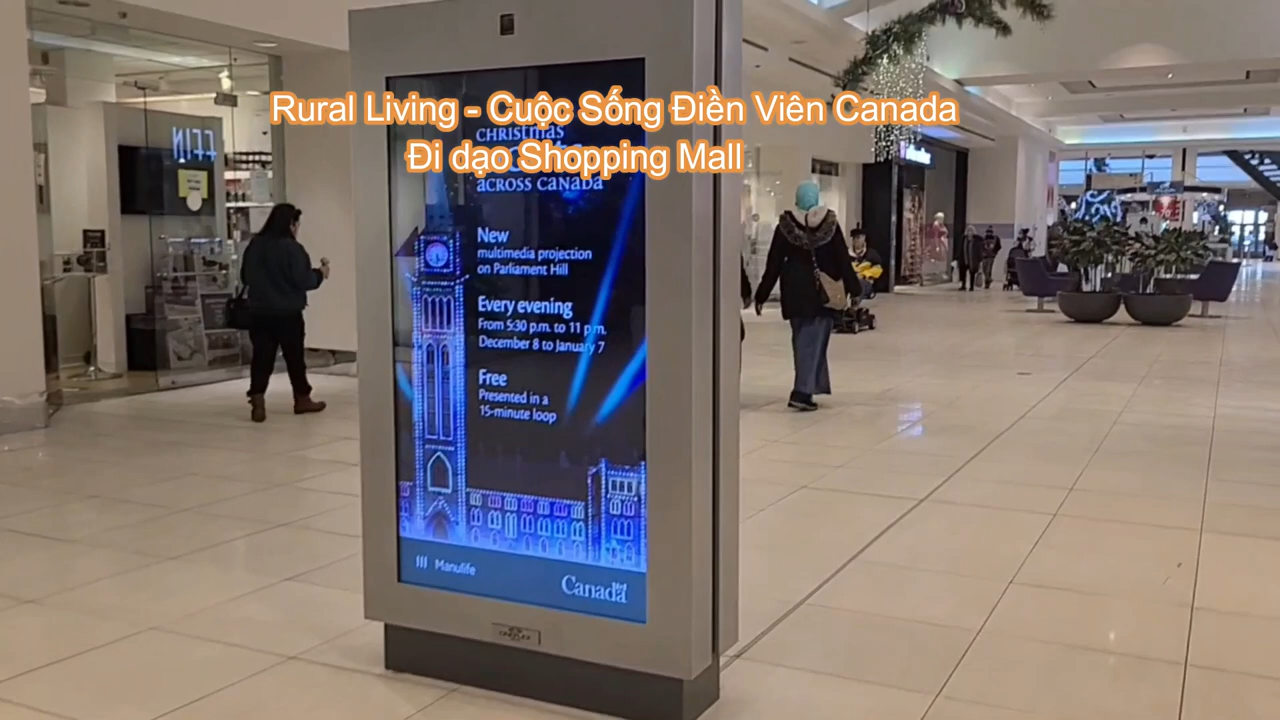 Rural Living - Cuộc Sống Điền Viên Canada
Đi dạo Shopping Mall
CHRISTMAS
ACROSS CANADA
New
multimedia projection
on Parliament Hill
Every evening
From 5:30 p.m. to 11 p.m.
December 8 to January 7
Free
Presented in a
15-minute loop
Manulife
Canada